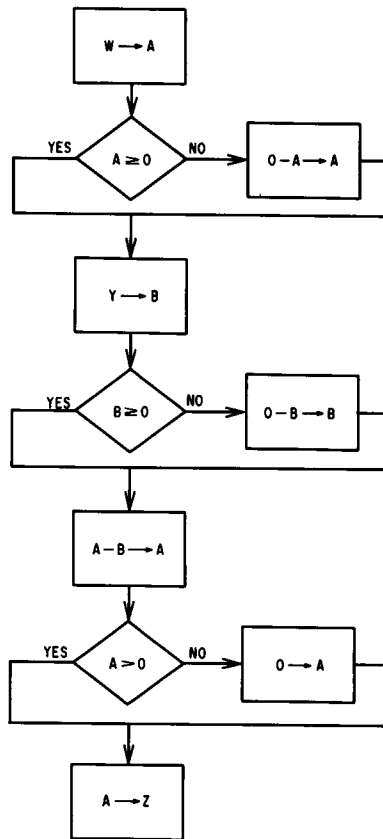 W → A
YES
A ≧ 0
NO
0 – A → A
Y → B
YES
B ≧ 0
NO
0 – B → B
A – B → A
YES
A > 0
NO
0 → A
A → Z